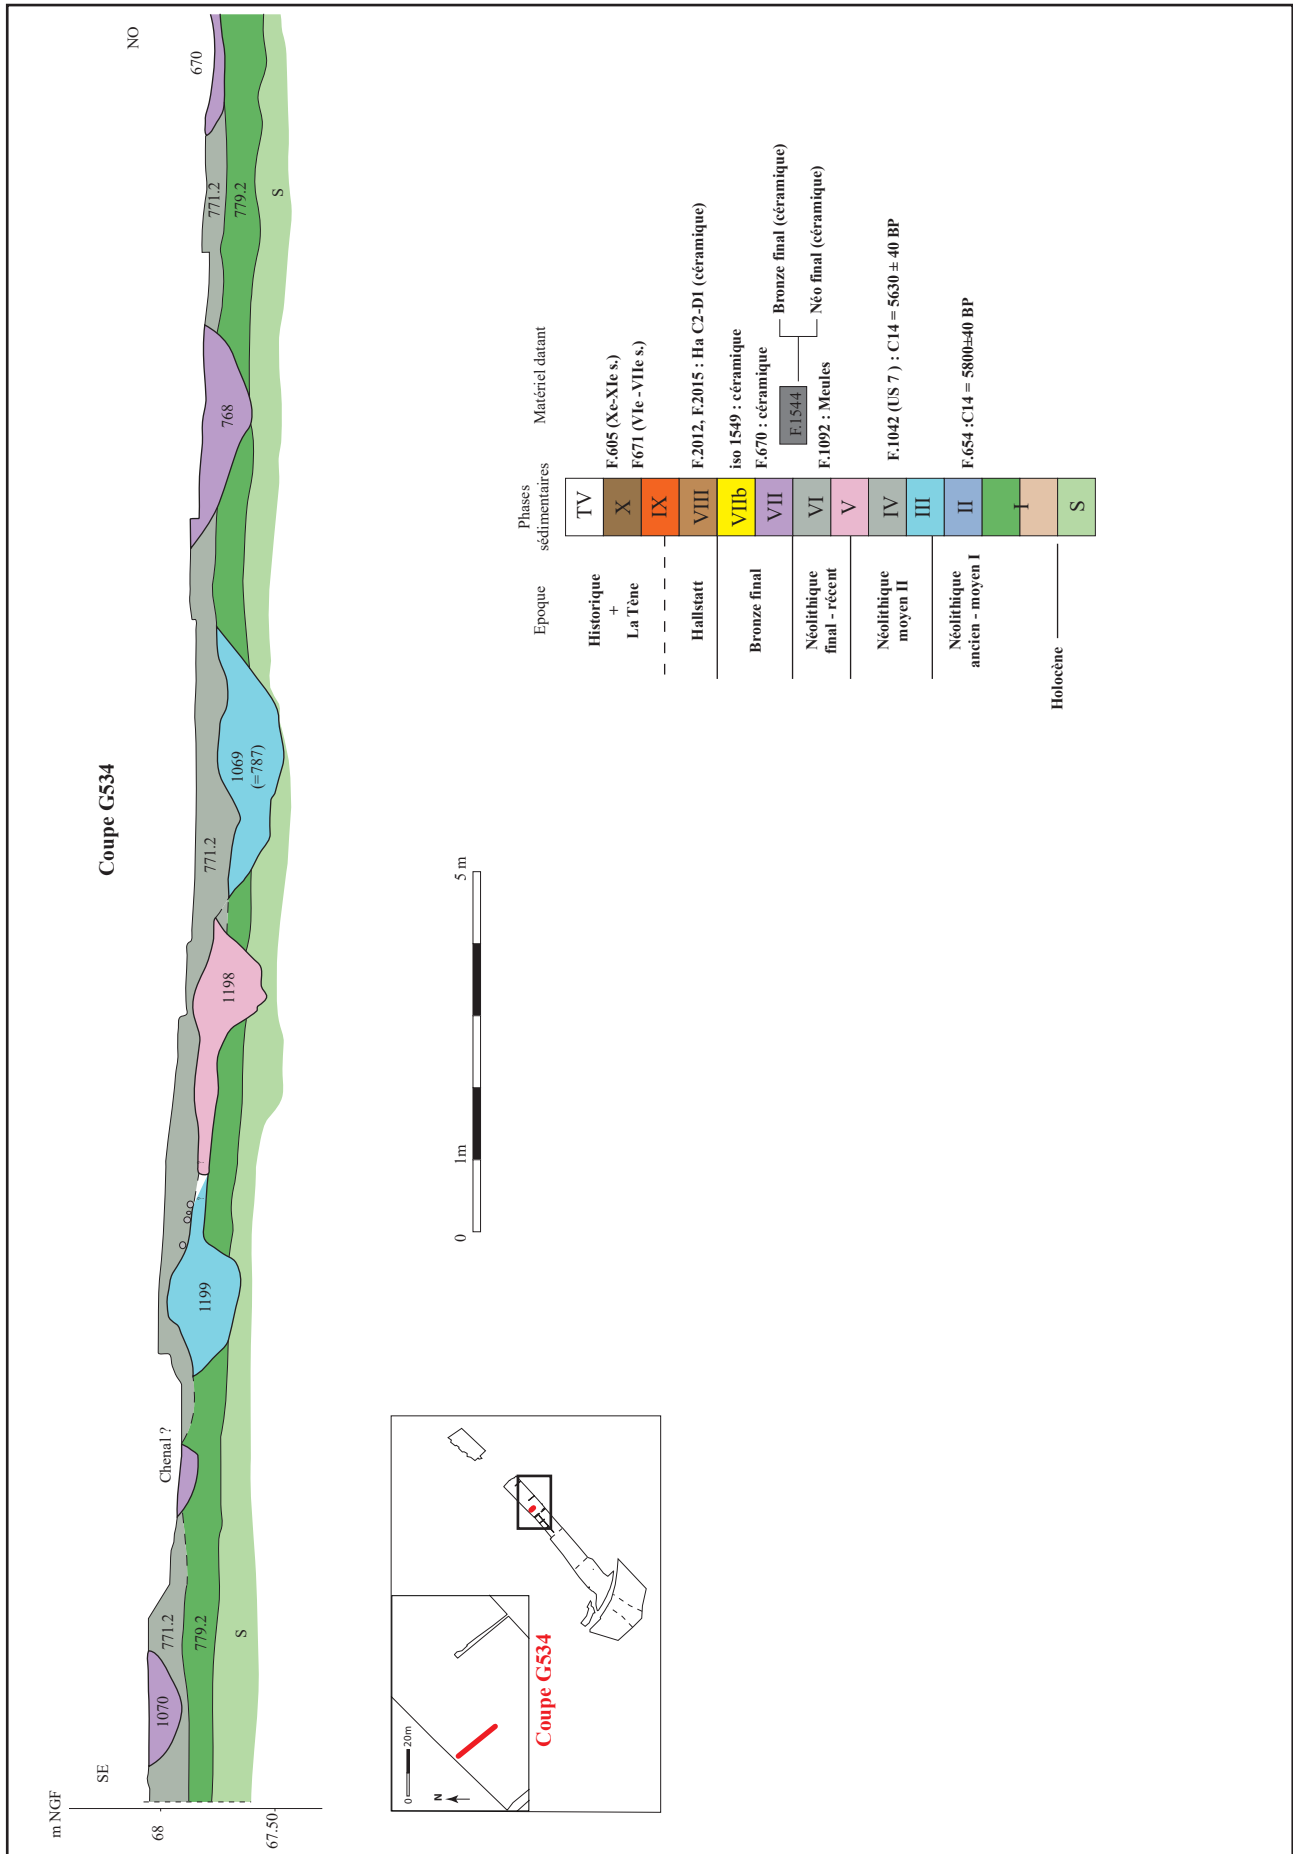 Coupe G534
m NGF
68
67.50
SE
NO
1070
771.2
779.2
S
Chenal ?
1199
1198
771.2
1069
(=787)
768
771.2
779.2
S
670
0
1m
5 m
0
20m
N
Coupe G534
Epoque
Phases
sédimentaires
Matériel datant
Historique
+
La Tène
Hallstatt
Bronze final
Néolithique
final - récent
Néolithique
moyen II
Néolithique
ancien - moyen I
Holocène
TV
X
IX
VIII
VIIb
VII
VI
V
IV
III
II
I
S
F.605 (Xe-XIe s.)
F671 (VIe -VIIe s.)
F.2012, F.2015 : Ha C2-D1 (céramique)
iso 1549 : céramique
F.670 : céramique
F.1544
Bronze final (céramique)
Néo final (céramique)
F.1092 : Meules
F.1042 (US 7 ) : C14 = 5630 ± 40 BP
F.654 :C14 = 5800±40 BP